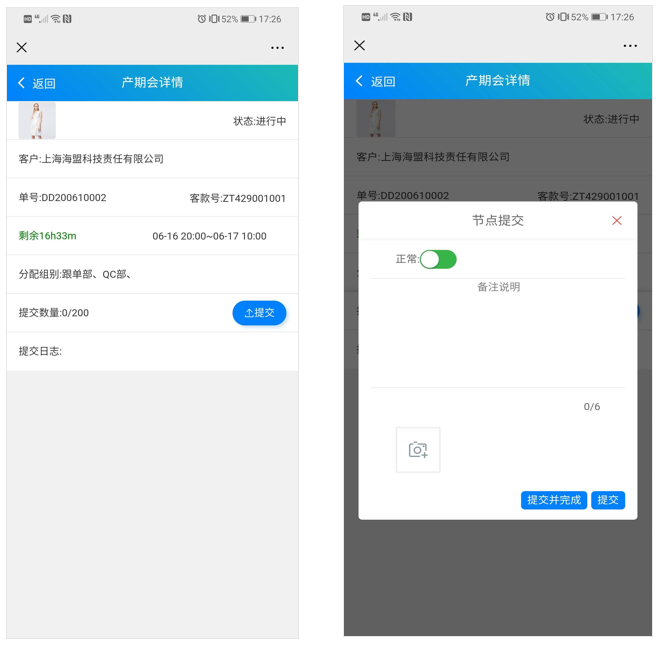 HD 46 52% 17:26
返回 产期会详情
状态:进行中
客户:上海海盟科技责任有限公司
单号:DD200610002 客款号:ZT429001001
剩余16h33m 06-16 20:00~06-17 10:00
分配组别:跟单部、QC部、
提交数量:0/200 提交
提交日志:
HD 46 52% 17:26
返回 产期会详情
状态:进行中
客户:上海海盟科技责任有限公司
单号:DD200610002 客款号:ZT429001001
节点提交
正常:
备注说明
0/6
提交并完成 提交